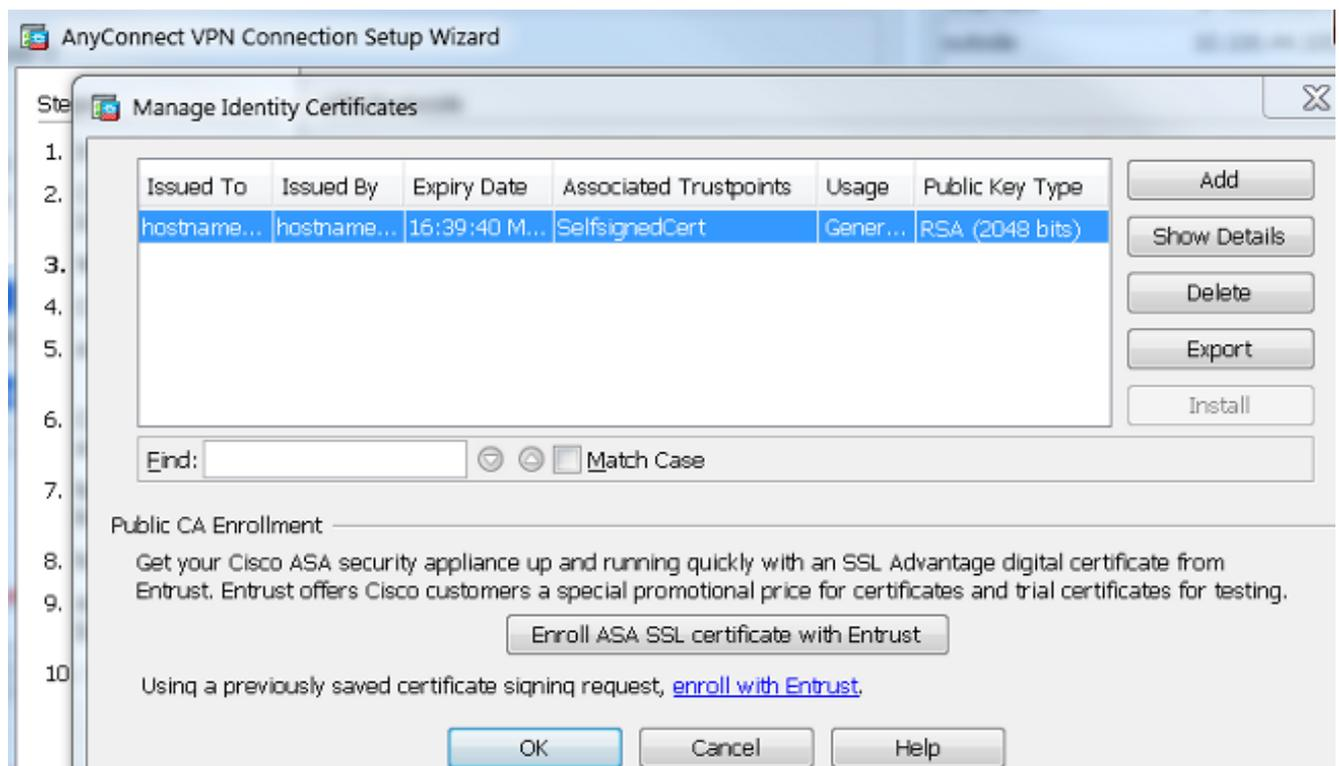 AnyConnect VPN Connection Setup Wizard
Ste
Manage Identity Certificates
1.
2.
3.
4.
5.
6.
7.
8.
9.
10
Issued To Issued By Expiry Date Associated Trustpoints Usage Public Key Type
hostname... hostname... 16:39:40 M... SelfsignedCert Gener... RSA (2048 bits)
Add
Show Details
Delete
Export
Install
Find: Match Case
Public CA Enrollment
Get your Cisco ASA security appliance up and running quickly with an SSL Advantage digital certificate from
Entrust. Entrust offers Cisco customers a special promotional price for certificates and trial certificates for testing.
Enroll ASA SSL certificate with Entrust
Using a previously saved certificate signing request, enroll with Entrust.
OK Cancel Help